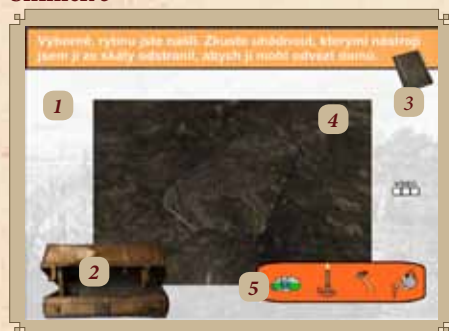 Výborně, rytinu jste našli. Zkuste uhádnout, kterými nástroji
jsem ji ze skály odstranil, abych ji mohl odvézt domů.
1
3
4
2
5